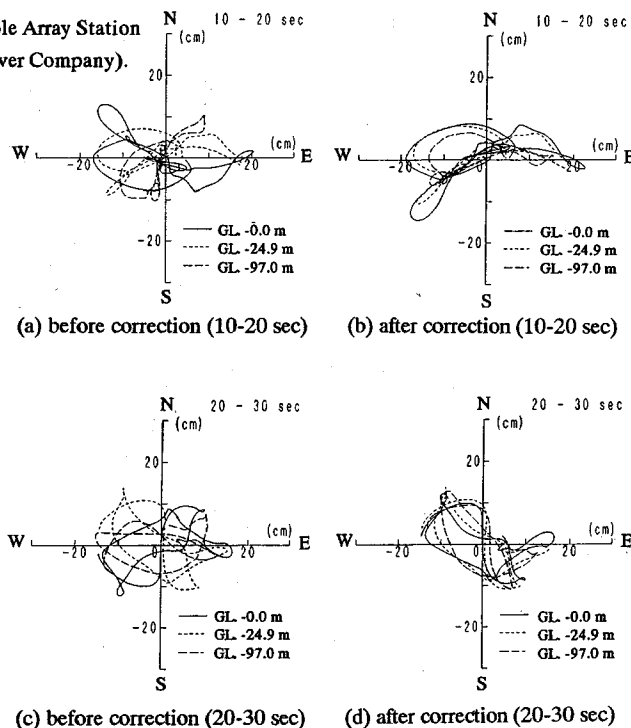 ole Array Station
wer Company).
N
10 - 20 sec
(cm)
20
(cm)
W
-20
0
20
E
-20
GL. -0.0 m
GL. -24.9 m
GL. -97.0 m
S
(a) before correction (10-20 sec)
N
10 - 20 sec
(cm)
20
(cm)
W
-20
0
20
E
-20
GL. -0.0 m
GL. -24.9 m
GL. -97.0 m
S
(b) after correction (10-20 sec)
N
20 - 30 sec
(cm)
20
(cm)
W
-20
0
20
E
-20
GL. -0.0 m
GL. -24.9 m
GL. -97.0 m
S
(c) before correction (20-30 sec)
N
20 - 30 sec
(cm)
20
(cm)
W
-20
0
20
E
-20
GL. -0.0 m
GL. -24.9 m
GL. -97.0 m
S
(d) after correction (20-30 sec)